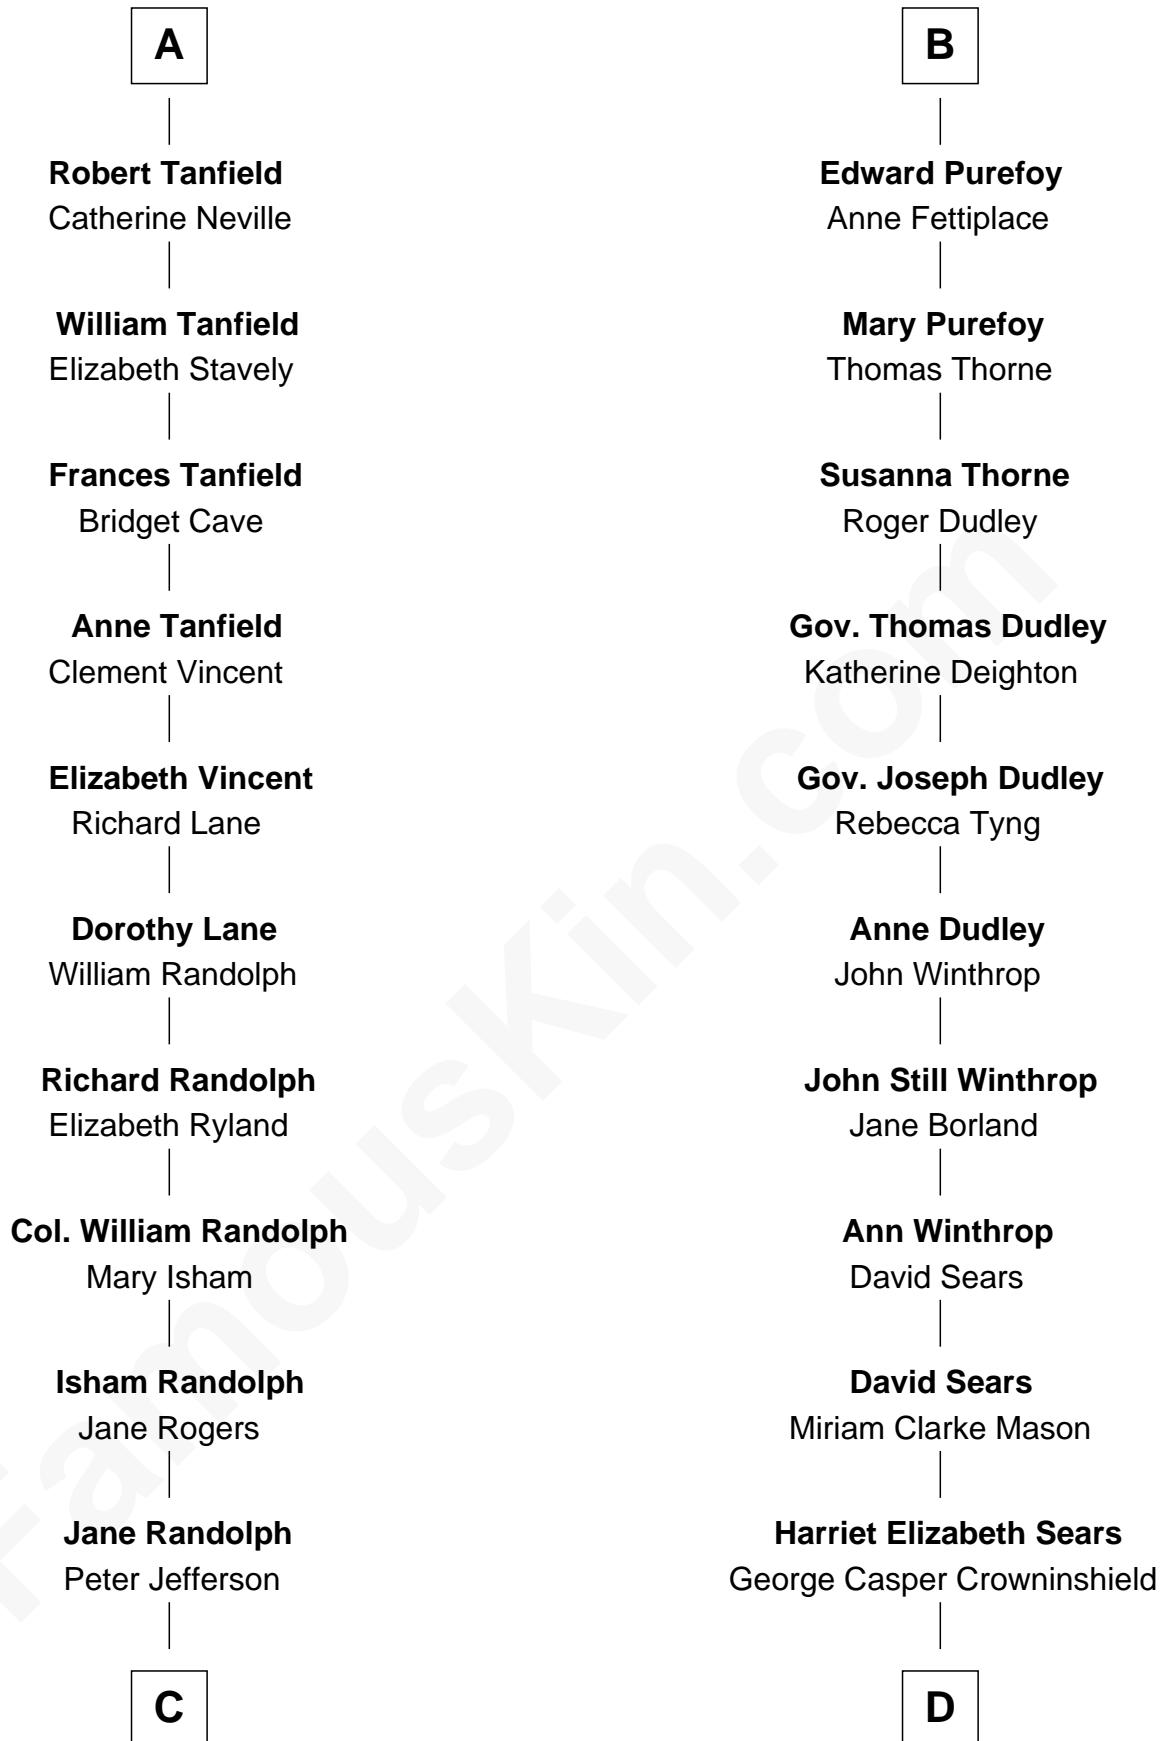 A
Robert Tanfield
Catherine Neville
William Tanfield
Elizabeth Stavely
Frances Tanfield
Bridget Cave
Anne Tanfield
Clement Vincent
Elizabeth Vincent
Richard Lane
Dorothy Lane
William Randolph
Richard Randolph
Elizabeth Ryland
Col. William Randolph
Mary Isham
Isham Randolph
Jane Rogers
Jane Randolph
Peter Jefferson
C
B
Edward Purefoy
Anne Fettiplace
Mary Purefoy
Thomas Thorne
Susanna Thorne
Roger Dudley
Gov. Thomas Dudley
Katherine Deighton
Gov. Joseph Dudley
Rebecca Tyng
Anne Dudley
John Winthrop
John Still Winthrop
Jane Borland
Ann Winthrop
David Sears
David Sears
Miriam Clarke Mason
Harriet Elizabeth Sears
George Casper Crowninshield
D
FamousKin.com